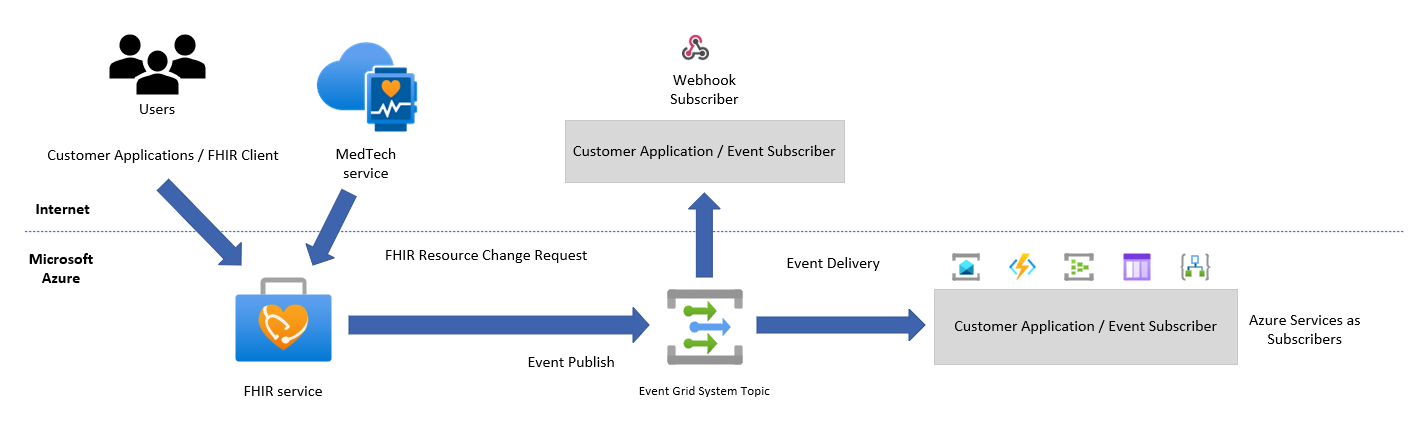 Users
Customer Applications / FHIR Client
MedTech
service
Webhook
Subscriber
Customer Application / Event Subscriber
Internet
Microsoft
Azure
FHIR Resource Change Request
Event Delivery
Customer Application / Event Subscriber
Azure Services as
Subscribers
Event Publish
FHIR service
Event Grid System Topic